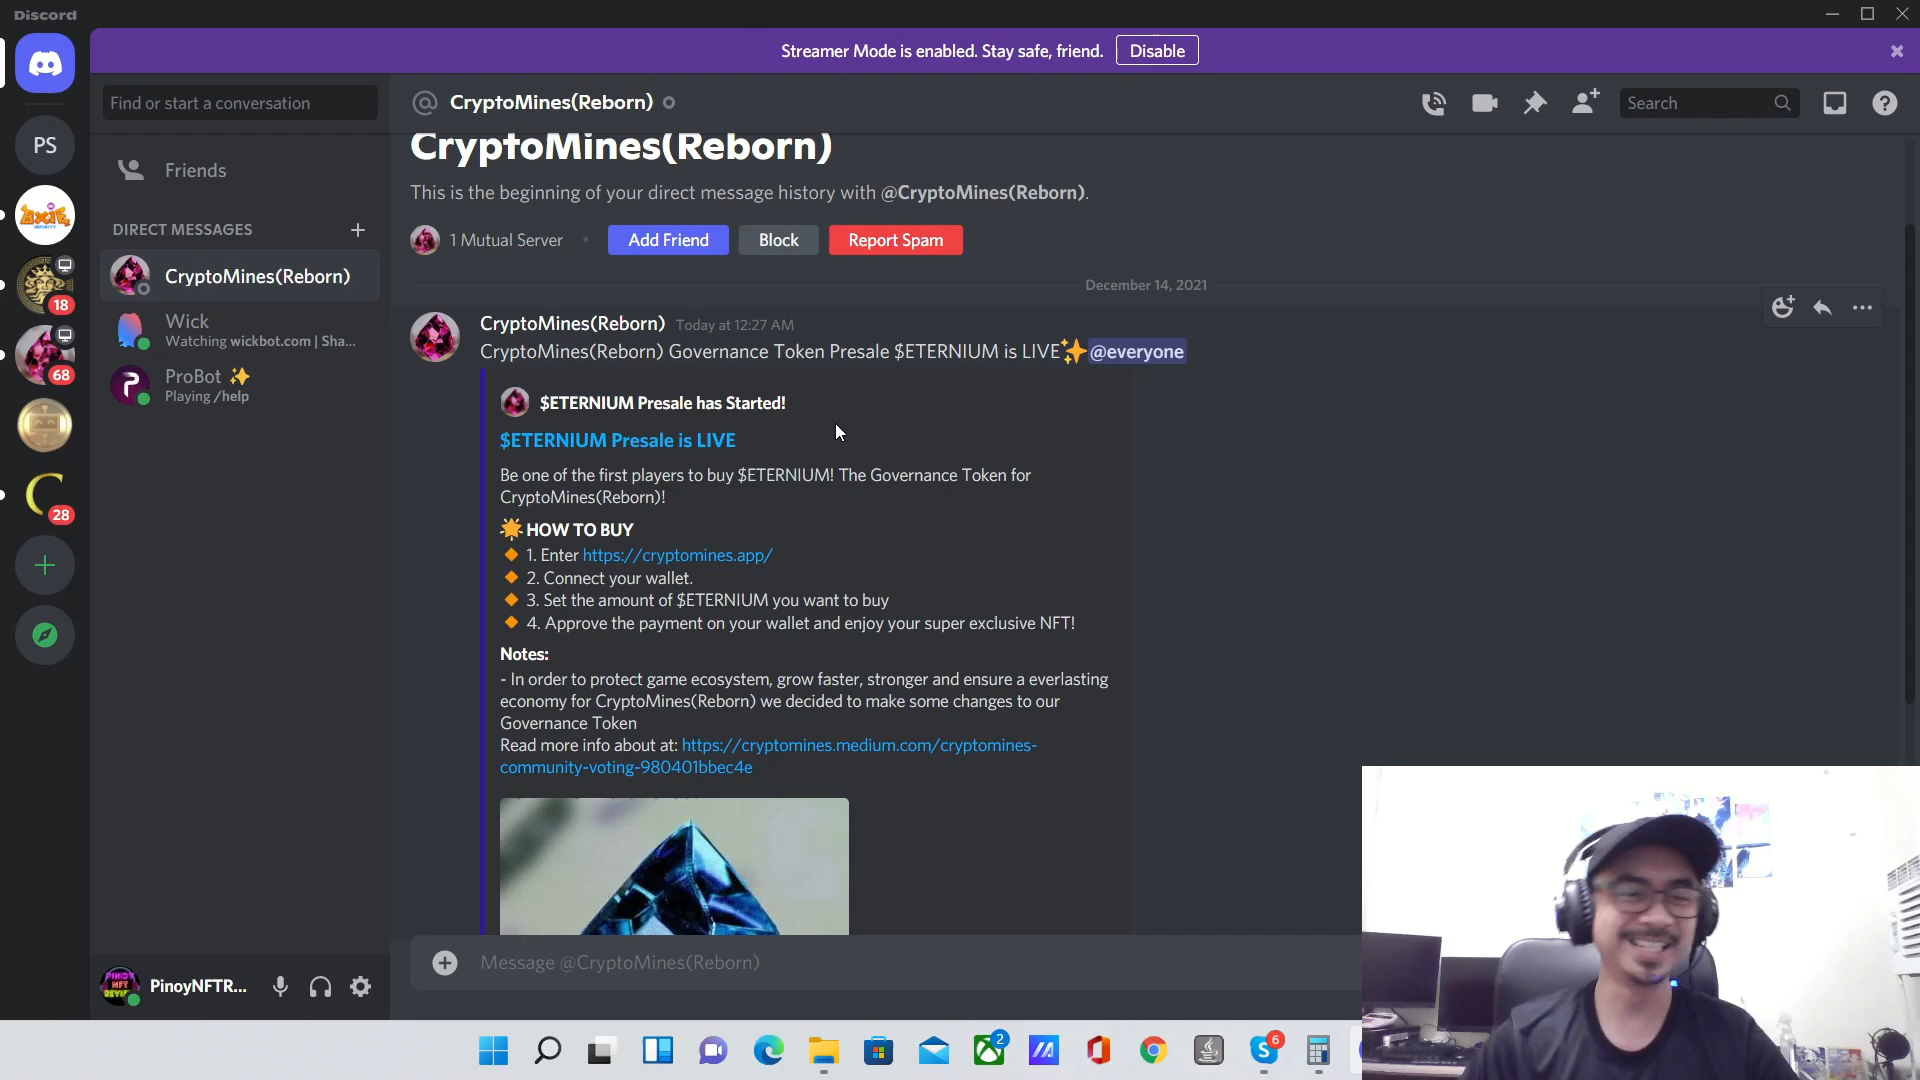 Discord
Streamer Mode is enabled. Stay safe, friend. Disable
Find or start a conversation
CryptoMines(Reborn)
Search
PS
Friends
DIRECT MESSAGES
CryptoMines(Reborn)
Wick
Watching wickbot.com | Sha...
ProBot ✨
Playing /help
18
68
28
CryptoMines(Reborn)
This is the beginning of your direct message history with @CryptoMines(Reborn).
1 Mutual Server Add Friend Block Report Spam
December 14, 2021
CryptoMines(Reborn) Today at 12:27 AM
CryptoMines(Reborn) Governance Token Presale $ETERNIUM is LIVE✨@everyone
$ETERNIUM Presale has Started!
$ETERNIUM Presale is LIVE
Be one of the first players to buy $ETERNIUM! The Governance Token for
CryptoMines(Reborn)!
🌟 HOW TO BUY
🔸 1. Enter https://cryptomines.app/
🔸 2. Connect your wallet.
🔸 3. Set the amount of $ETERNIUM you want to buy
🔸 4. Approve the payment on your wallet and enjoy your super exclusive NFT!
Notes:
- In order to protect game ecosystem, grow faster, stronger and ensure a everlasting
economy for CryptoMines(Reborn) we decided to make some changes to our
Governance Token
Read more info about at: https://cryptomines.medium.com/cryptomines-
community-voting-980401bbec4e
Message @CryptoMines(Reborn)
PinoyNFTR...
2
6